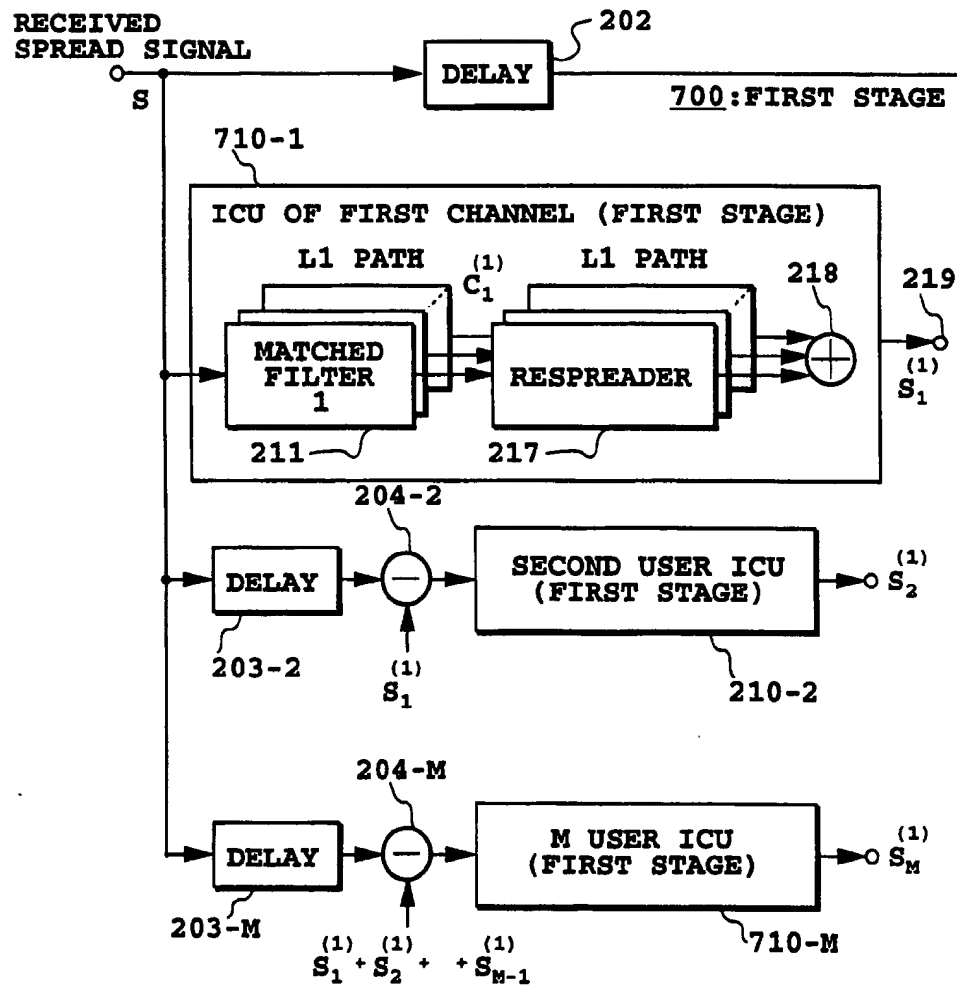 RECEIVED
SPREAD SIGNAL
S
DELAY
202
700:FIRST STAGE
710-1
ICU OF FIRST CHANNEL (FIRST STAGE)
L1 PATH
C₁⁽¹⁾
L1 PATH
218
219
MATCHED
FILTER
1
RESPREADER
S₁⁽¹⁾
211
217
204-2
DELAY
SECOND USER ICU
(FIRST STAGE)
S₂⁽¹⁾
203-2
S₁⁽¹⁾
210-2
204-M
DELAY
M USER ICU
(FIRST STAGE)
S_M⁽¹⁾
203-M
710-M
S₁⁽¹⁾+S₂⁽¹⁾+ +S_{M-1}⁽¹⁾